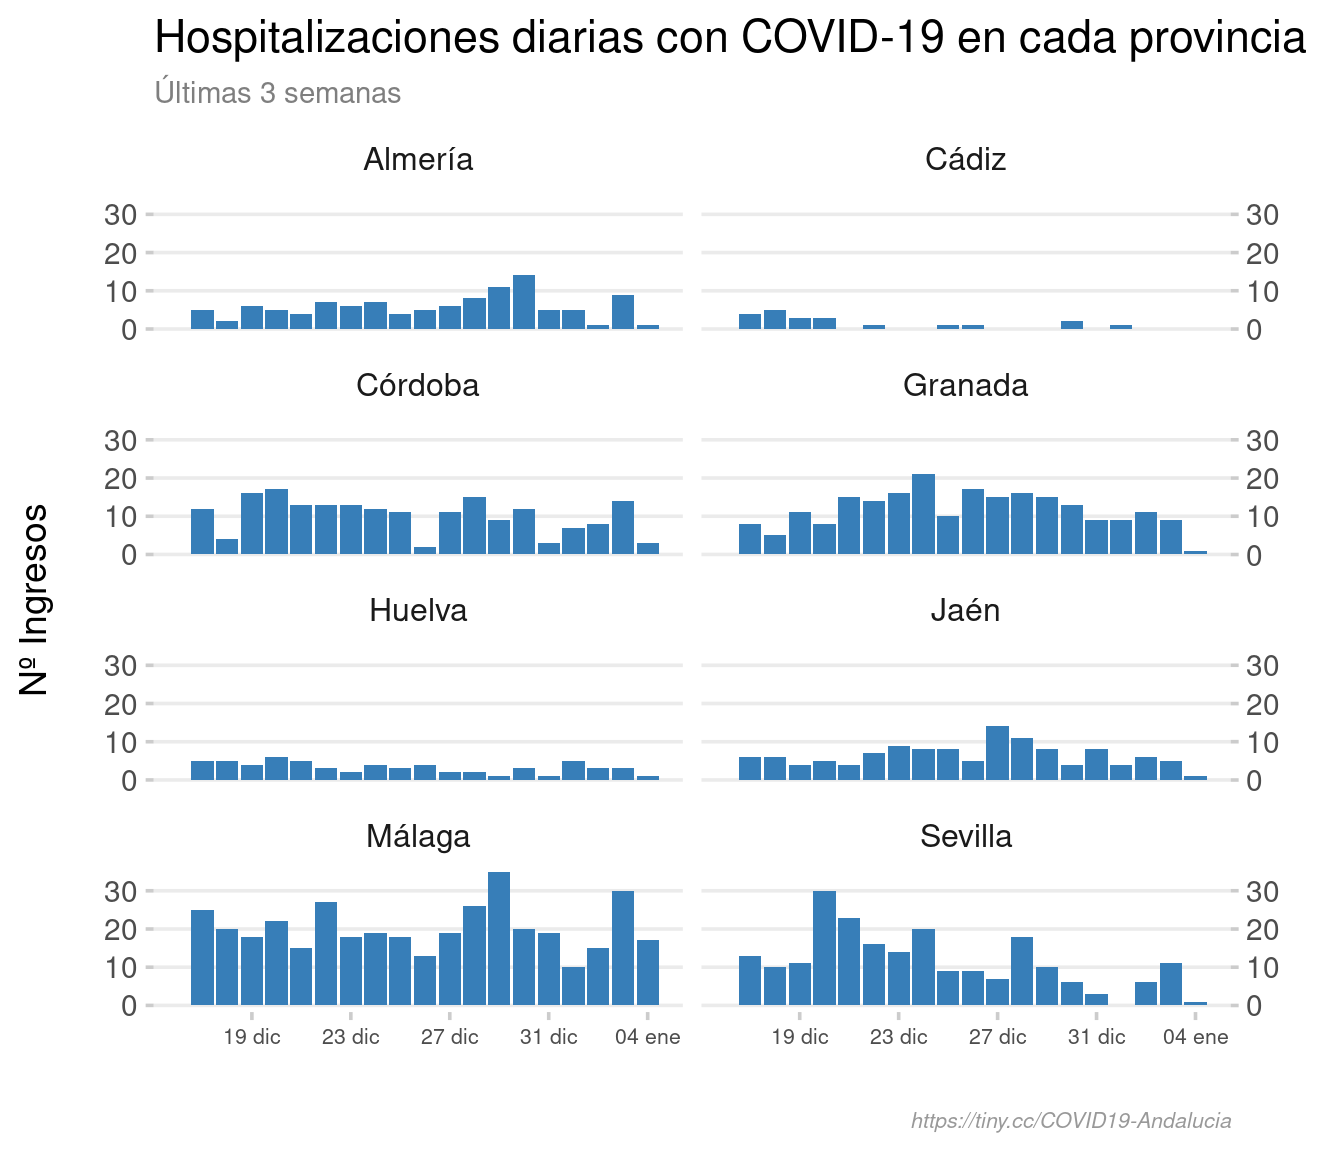 Hospitalizaciones diarias con COVID-19 en cada provincia
Últimas 3 semanas
Almería
Cádiz
30
20
10
0
30
20
10
0
Córdoba
Granada
30
20
10
0
30
20
10
0
Nº Ingresos
Huelva
Jaén
30
20
10
0
30
20
10
0
Málaga
Sevilla
30
20
10
0
30
20
10
0
19 dic 23 dic 27 dic 31 dic 04 ene
19 dic 23 dic 27 dic 31 dic 04 ene
https://tiny.cc/COVID19-Andalucia